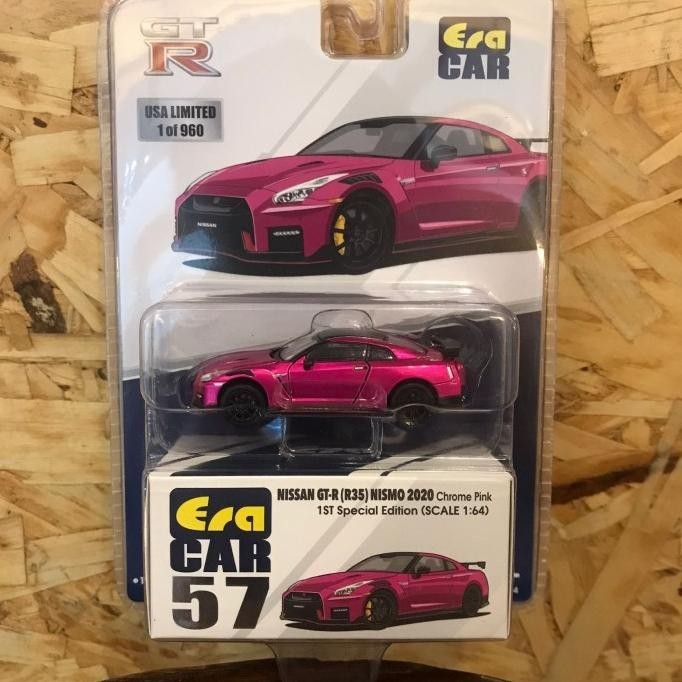 GT
R
Era
CAR
USA LIMITED
1 of 960
NISSAN
Era
CAR
57
NISSAN GT-R (R35) NISMO 2020 Chrome Pink
1ST Special Edition (SCALE 1:64)